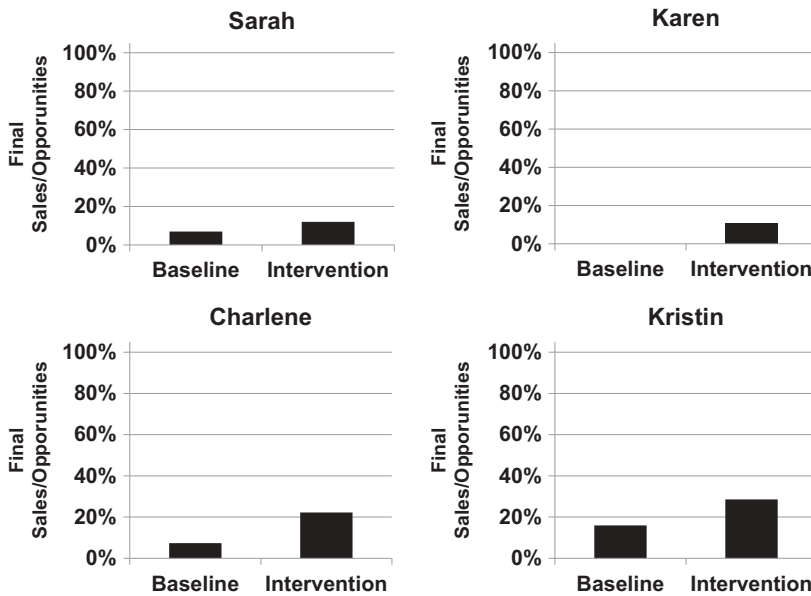 Sarah
100%
80%
60%
40%
20%
0%
Final
Sales/Opporunities
Baseline
Intervention
Karen
100%
80%
60%
40%
20%
0%
Final
Sales/Opporunities
Baseline
Intervention
Charlene
100%
80%
60%
40%
20%
0%
Final
Sales/Opporunities
Baseline
Intervention
Kristin
100%
80%
60%
40%
20%
0%
Final
Sales/Opporunities
Baseline
Intervention